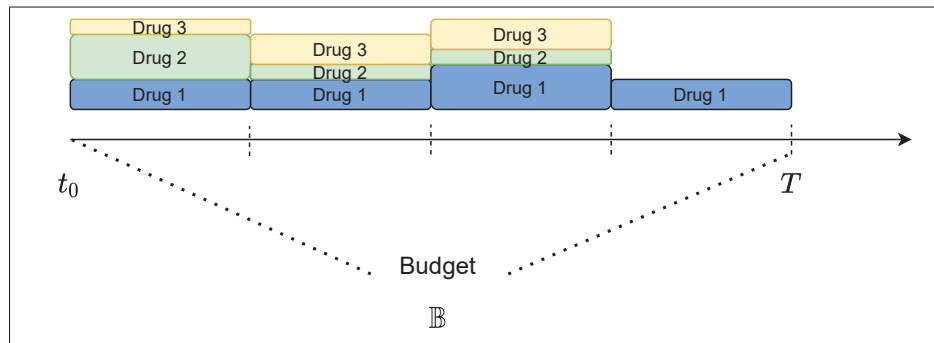 Drug 3 Drug 3
Drug 2 Drug 3 Drug 2
Drug 2
Drug 1 Drug 1 Drug 1 Drug 1
t₀ T
Budget
𝔹